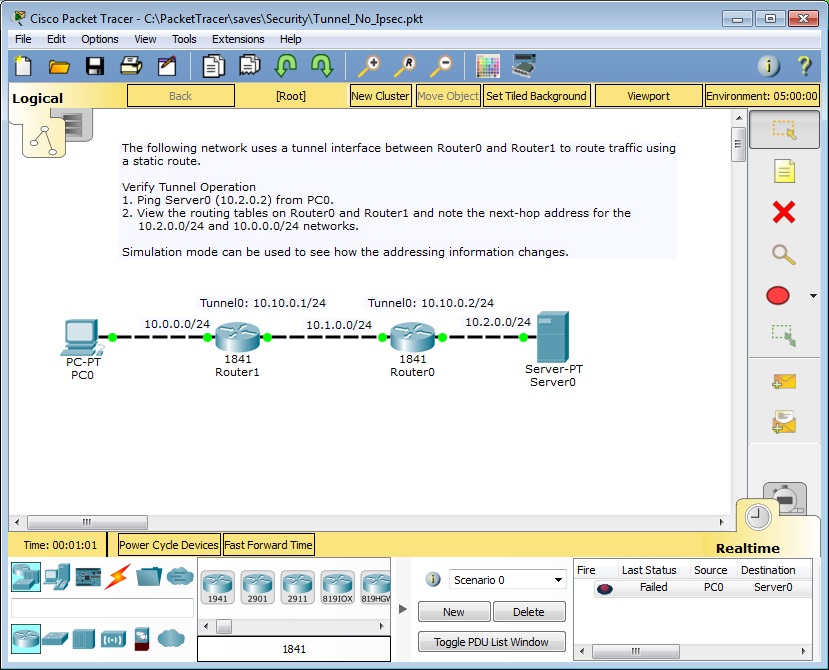 Cisco Packet Tracer - C:\PacketTracer\saves\Security\Tunnel_No_Ipsec.pkt
File Edit Options View Tools Extensions Help
Logical Back [Root] New Cluster Move Object Set Tiled Background Viewport Environment: 05:00:00
The following network uses a tunnel interface between Router0 and Router1 to route traffic using
a static route.
Verify Tunnel Operation
1. Ping Server0 (10.2.0.2) from PC0.
2. View the routing tables on Router0 and Router1 and note the next-hop address for the
10.2.0.0/24 and 10.0.0.0/24 networks.
Simulation mode can be used to see how the addressing information changes.
Tunnel0: 10.10.0.1/24 Tunnel0: 10.10.0.2/24
10.0.0.0/24 10.1.0.0/24 10.2.0.0/24
PC-PT
PC0
1841
Router1
1841
Router0
Server-PT
Server0
Time: 00:01:01 Power Cycle Devices Fast Forward Time
Realtime
1941 2901 2911 819IOX 819HGW
1841
Scenario 0
New Delete
Toggle PDU List Window
Fire Last Status Source Destination
Failed PC0 Server0